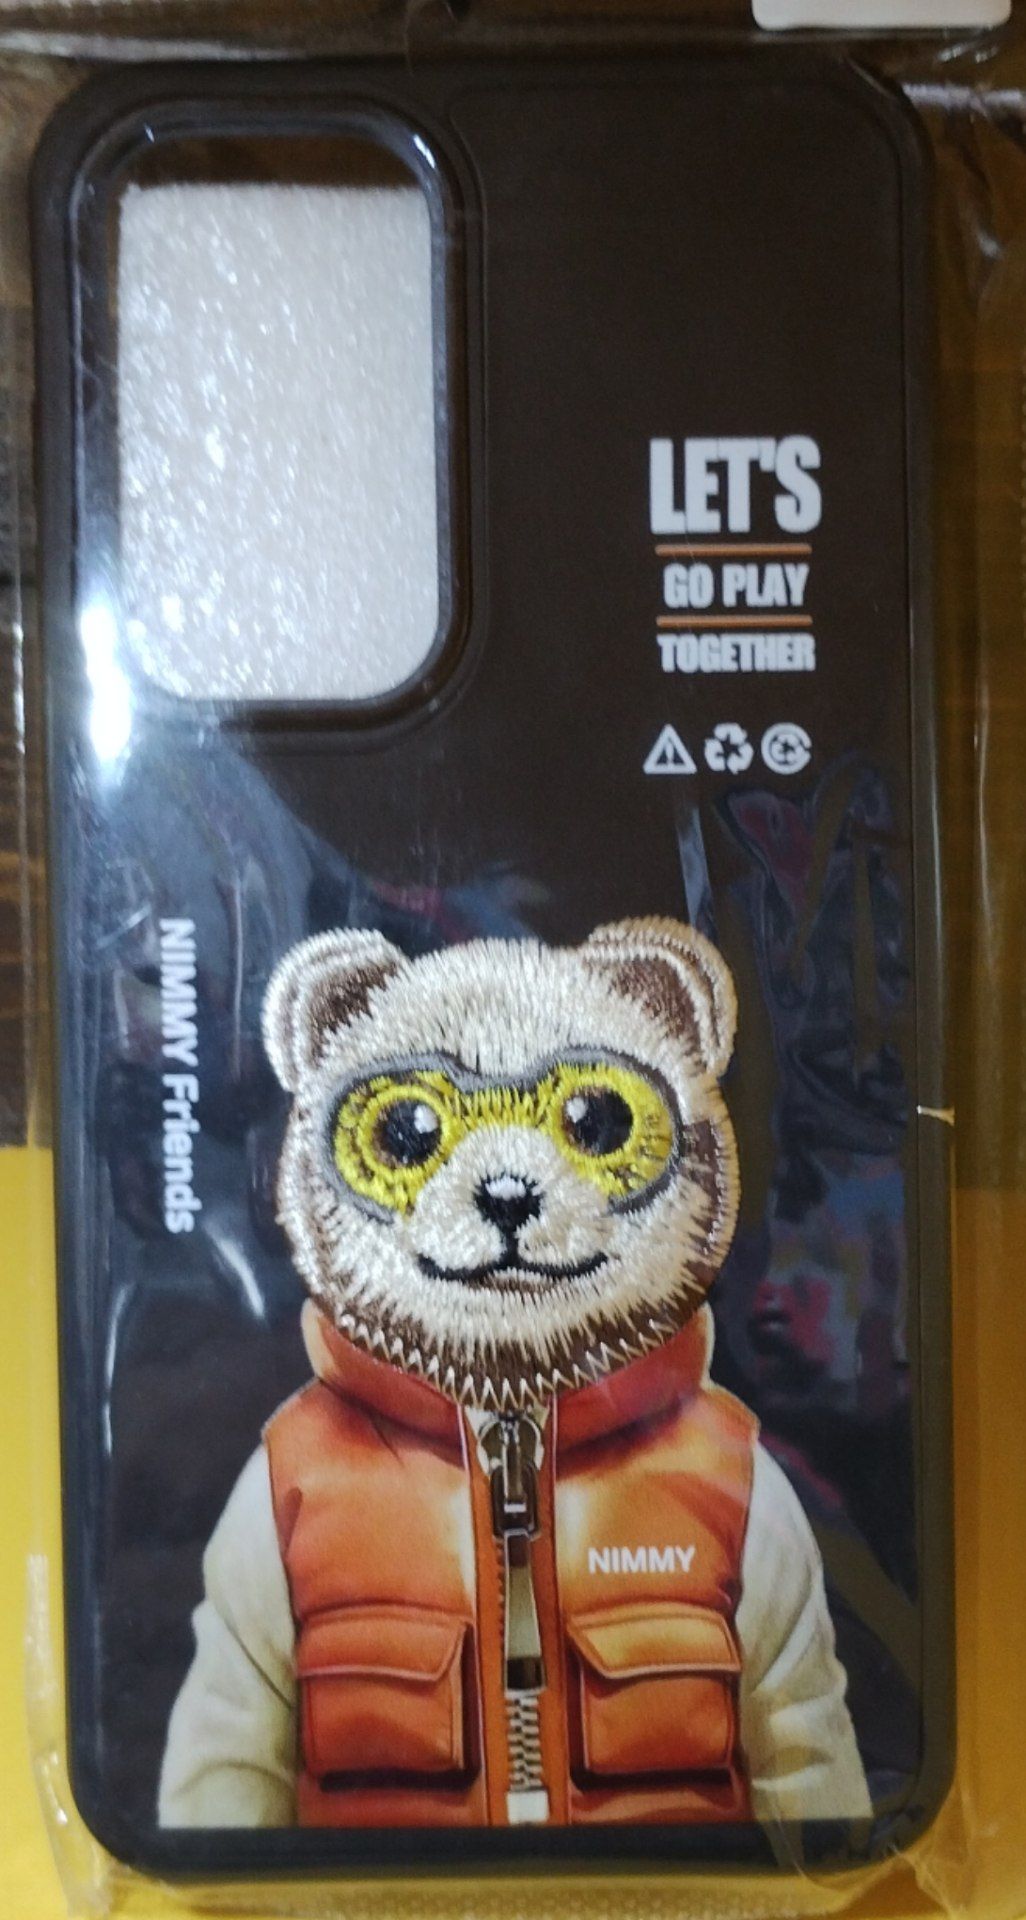 LET'S
GO PLAY
TOGETHER
NIMMY Friends
NIMMY